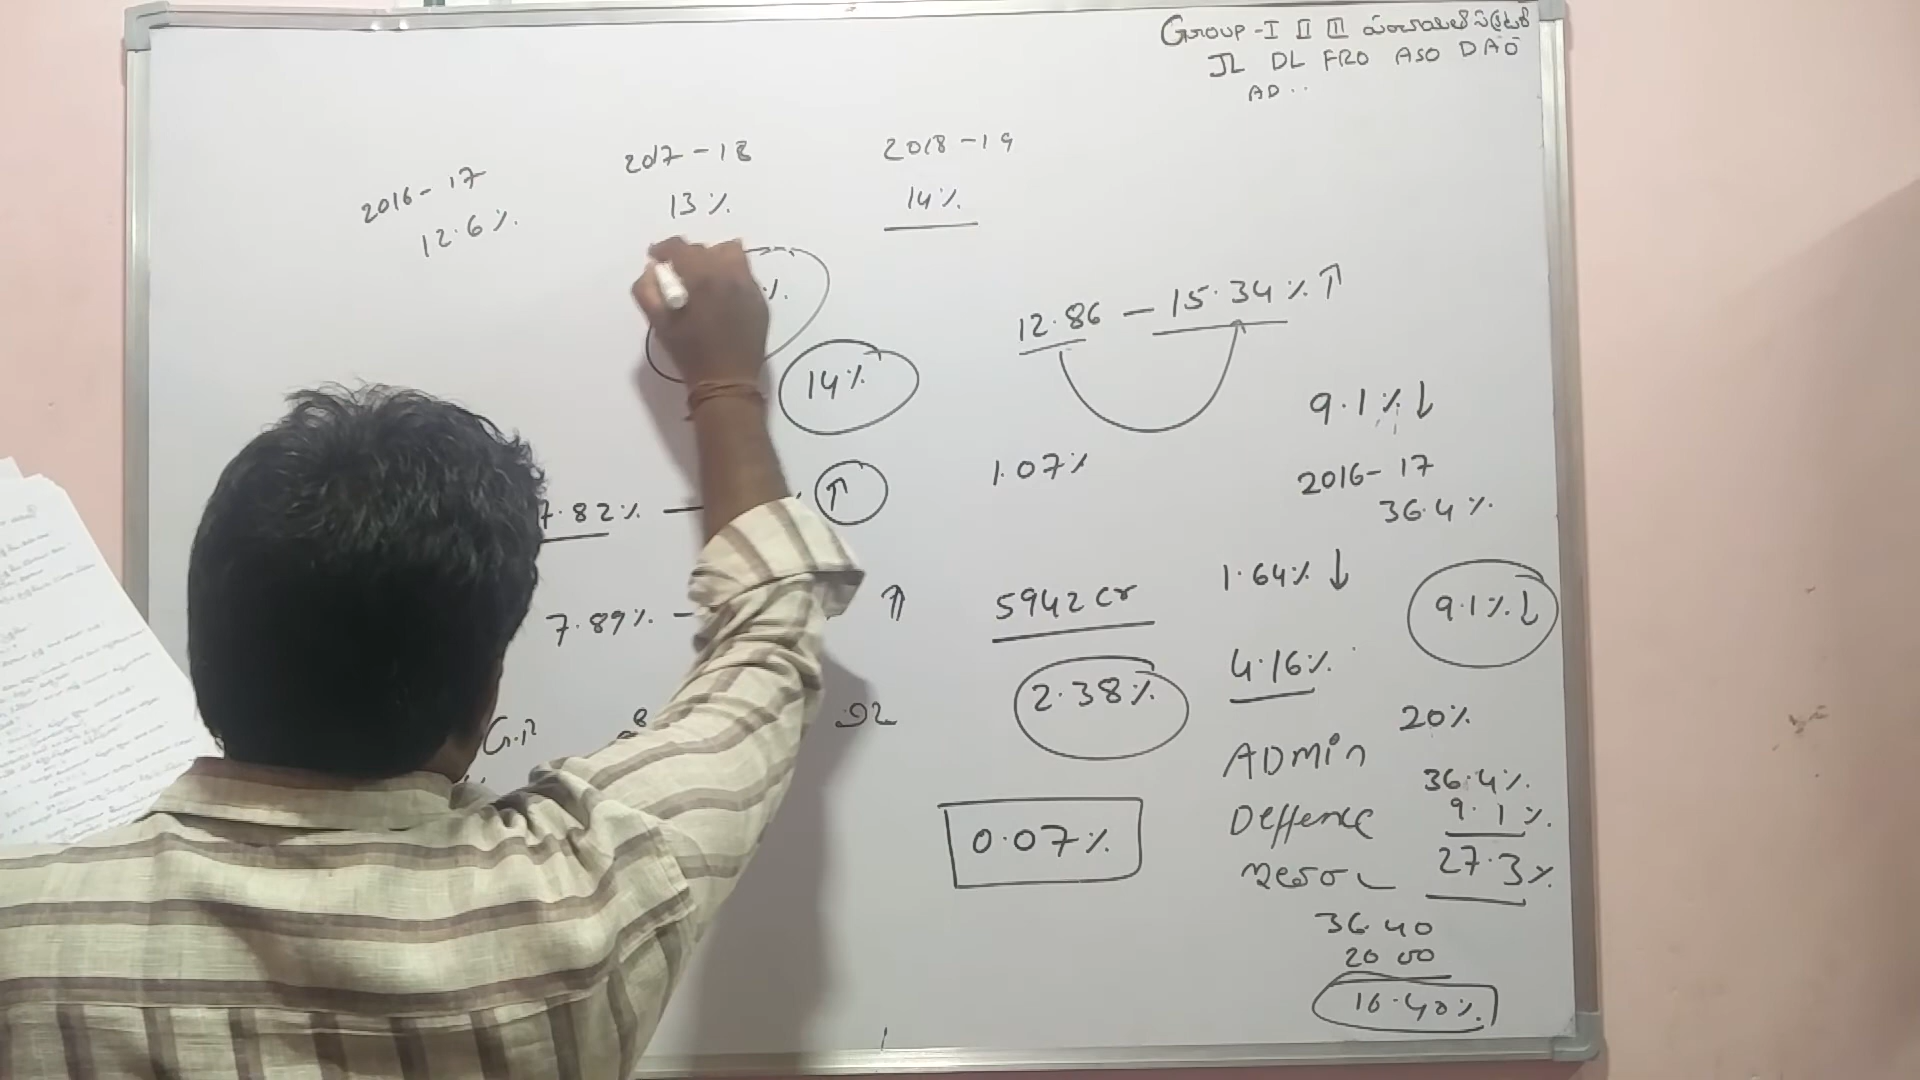 Group - I II III
JL DL FRO ASO DAO
AD..
2016 - 17
12.6%.
2017 - 18
13%
2018 - 19
14%
%.
14%
12.86 — 15.34% ↑
9.1% ↓
1.07%
2016 - 17
36.4%.
7.82% —
↑
7.89% -
↑
5942 cr
1.64% ↓
9.1% ↓
4.16%
2.38%
20%
G.P
8
ADMin
36.4%.
Deffence
9.1%.
0.07%
27.3%.
36.40
20 00
16.40%.